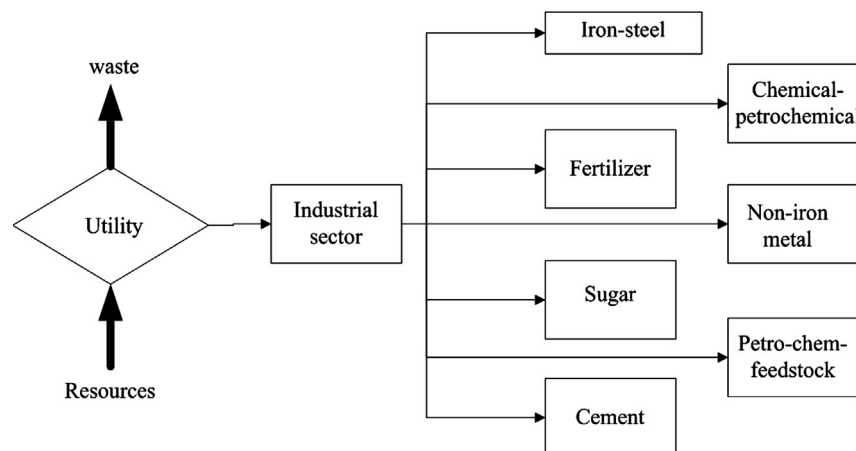 waste
Utility
Resources
Industrial
sector
Iron-steel
Chemical-
petrochemical
Fertilizer
Non-iron
metal
Sugar
Petro-chem-
feedstock
Cement